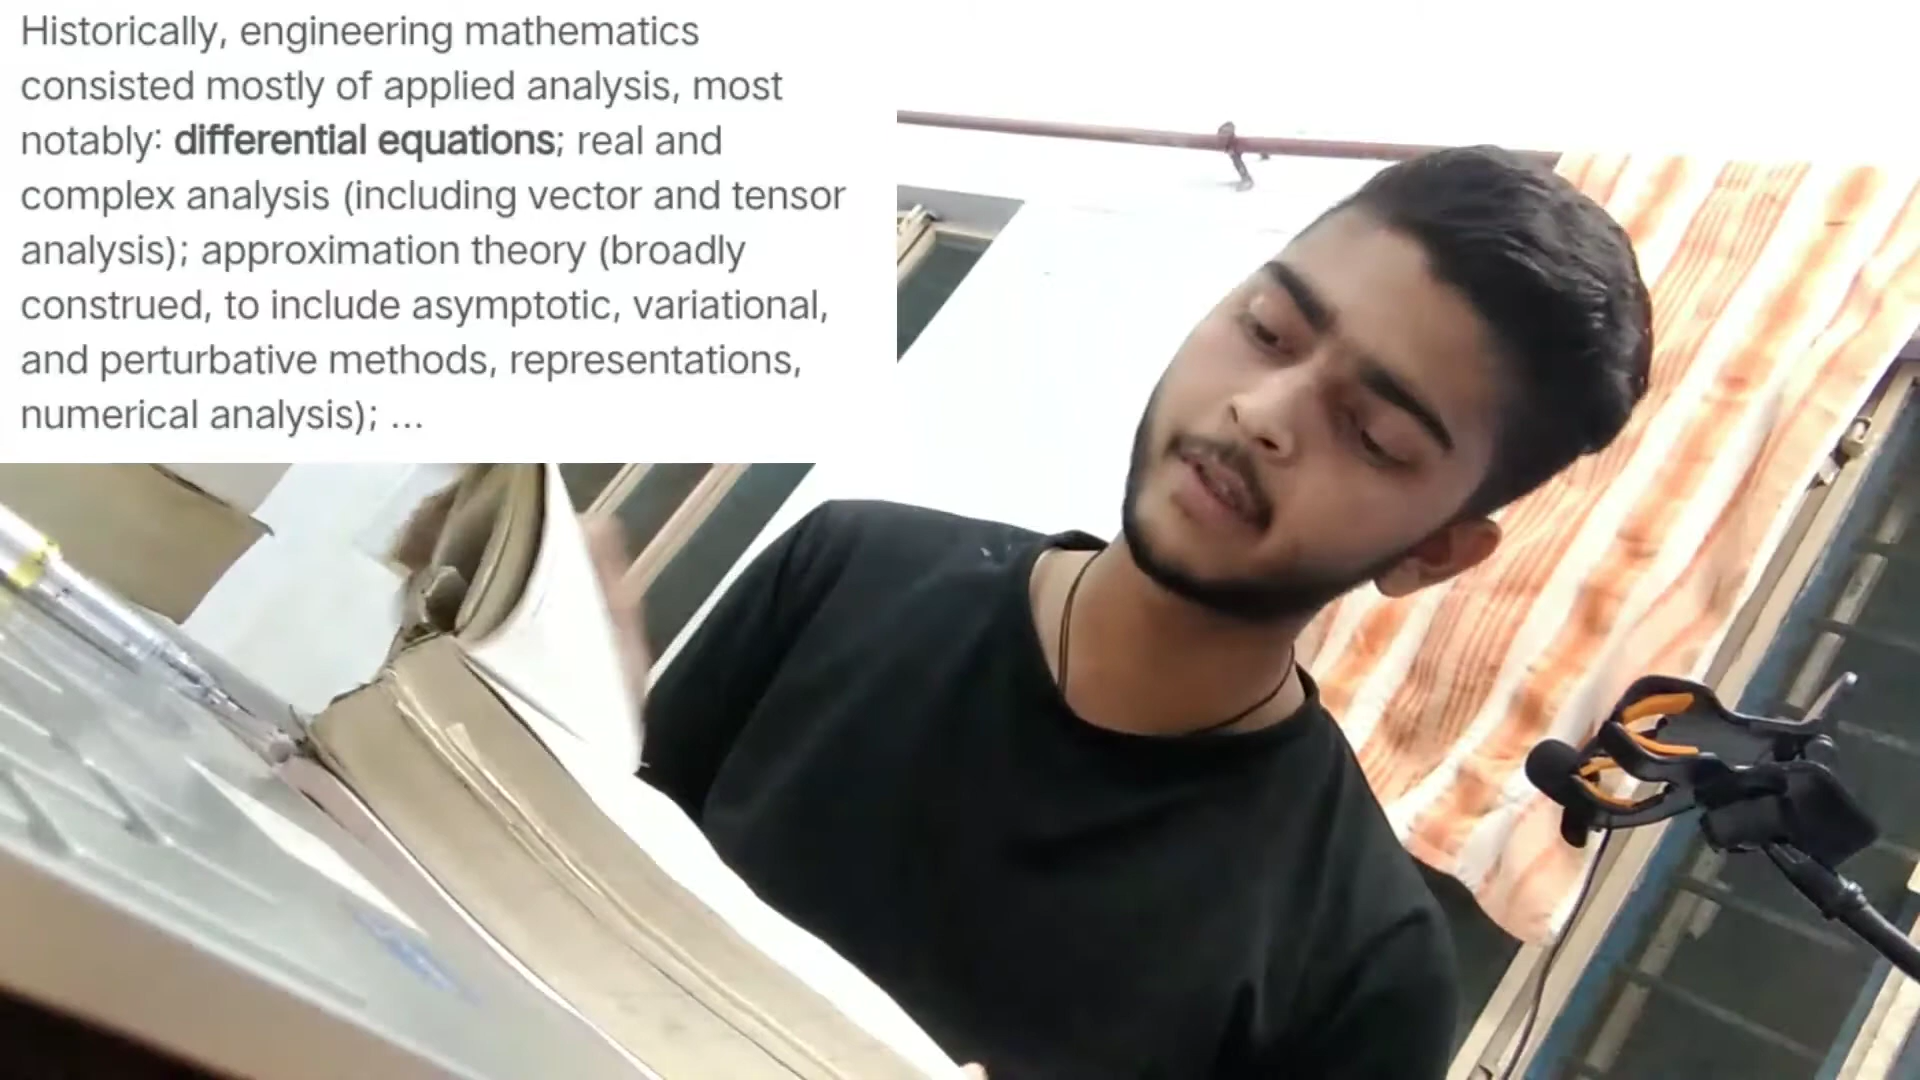 Historically, engineering mathematics
consisted mostly of applied analysis, most
notably: differential equations; real and
complex analysis (including vector and tensor
analysis); approximation theory (broadly
construed, to include asymptotic, variational,
and perturbative methods, representations,
numerical analysis); ...